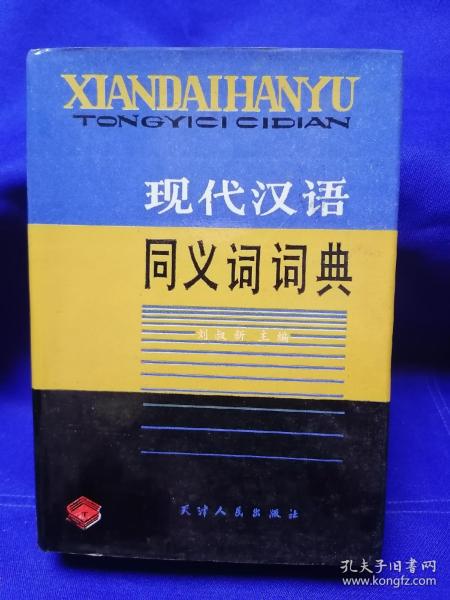 XIANDAIHANYU
TONGYICI CIDIAN
现代汉语
同义词词典
刘叔新 主编
天津人民出版社
孔夫子旧书网
www.kongfz.com